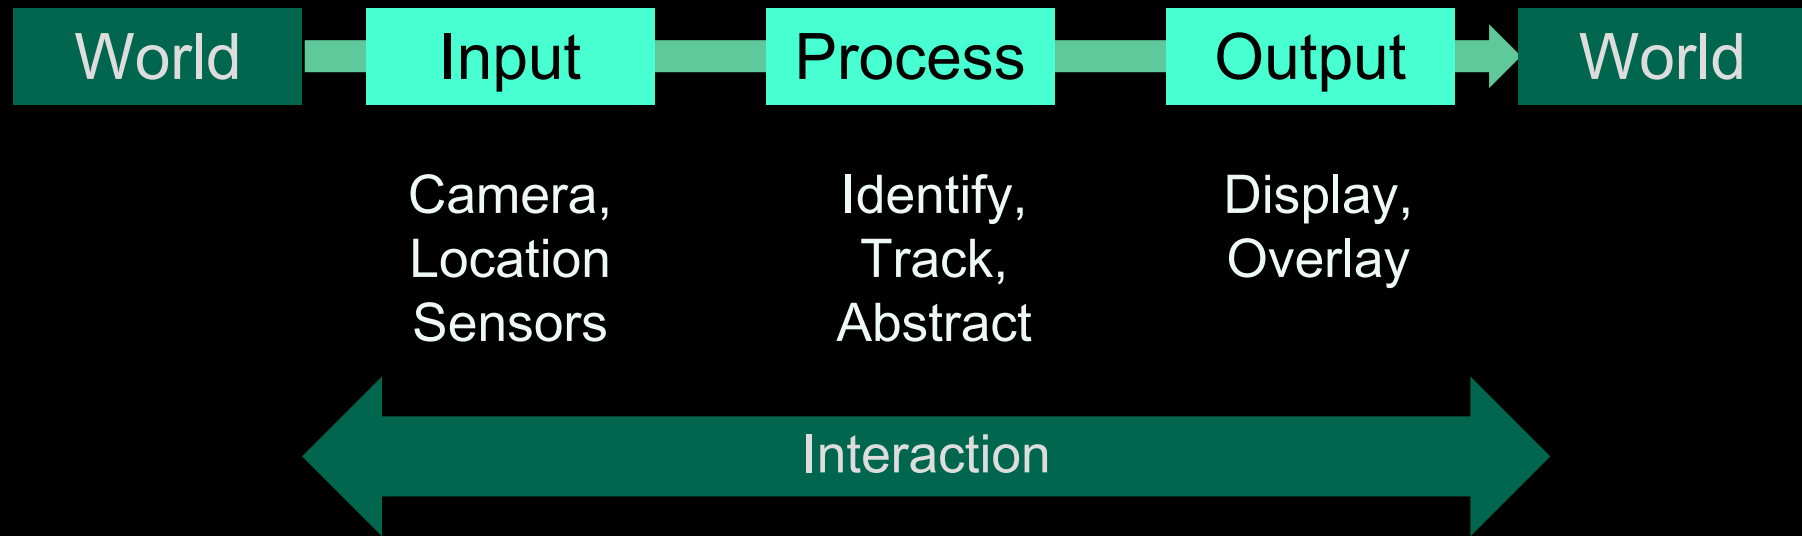 World
Input
Process
Output
World
Camera,
Location
Sensors
Identify,
Track,
Abstract
Display,
Overlay
Interaction